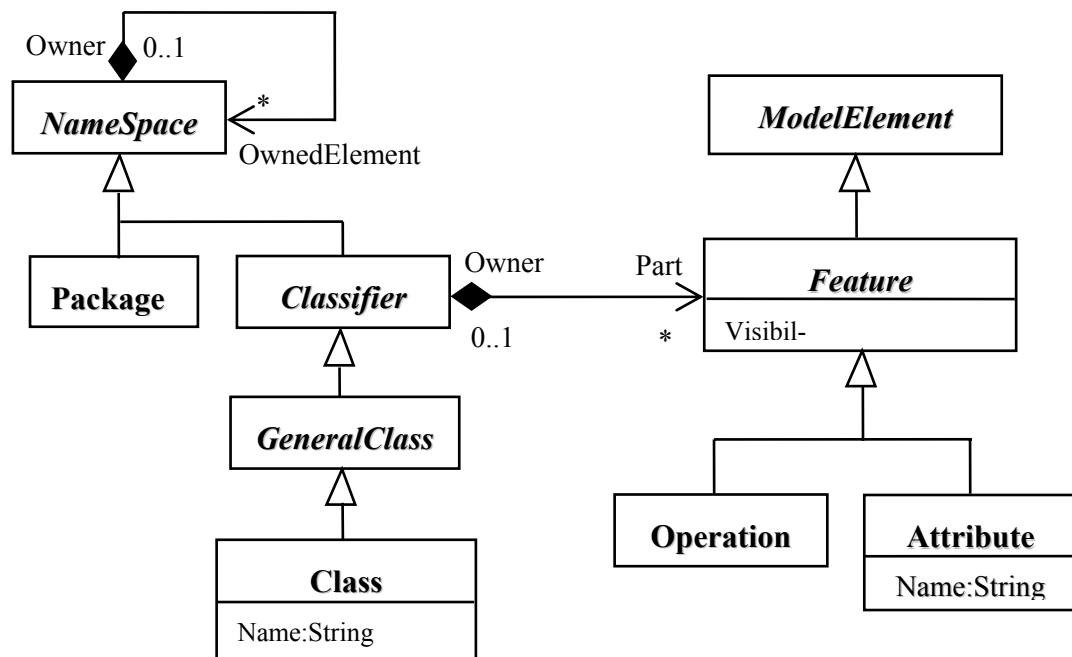 Owner
0..1
NameSpace
*
OwnedElement
ModelElement
Package
Classifier
Owner
0..1
Part
*
Feature
Visibil-
GeneralClass
Operation
Attribute
Name:String
Class
Name:String